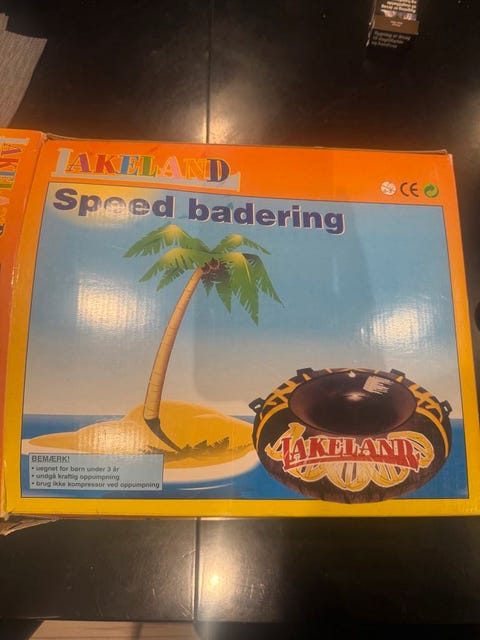 LAKELAND
CE
Speed badering
LAKELAND
BEMÆRK!
• uegnet for børn under 3 år
• undgå kraftig oppumpning
• brug ikke kompressor ved oppumpning